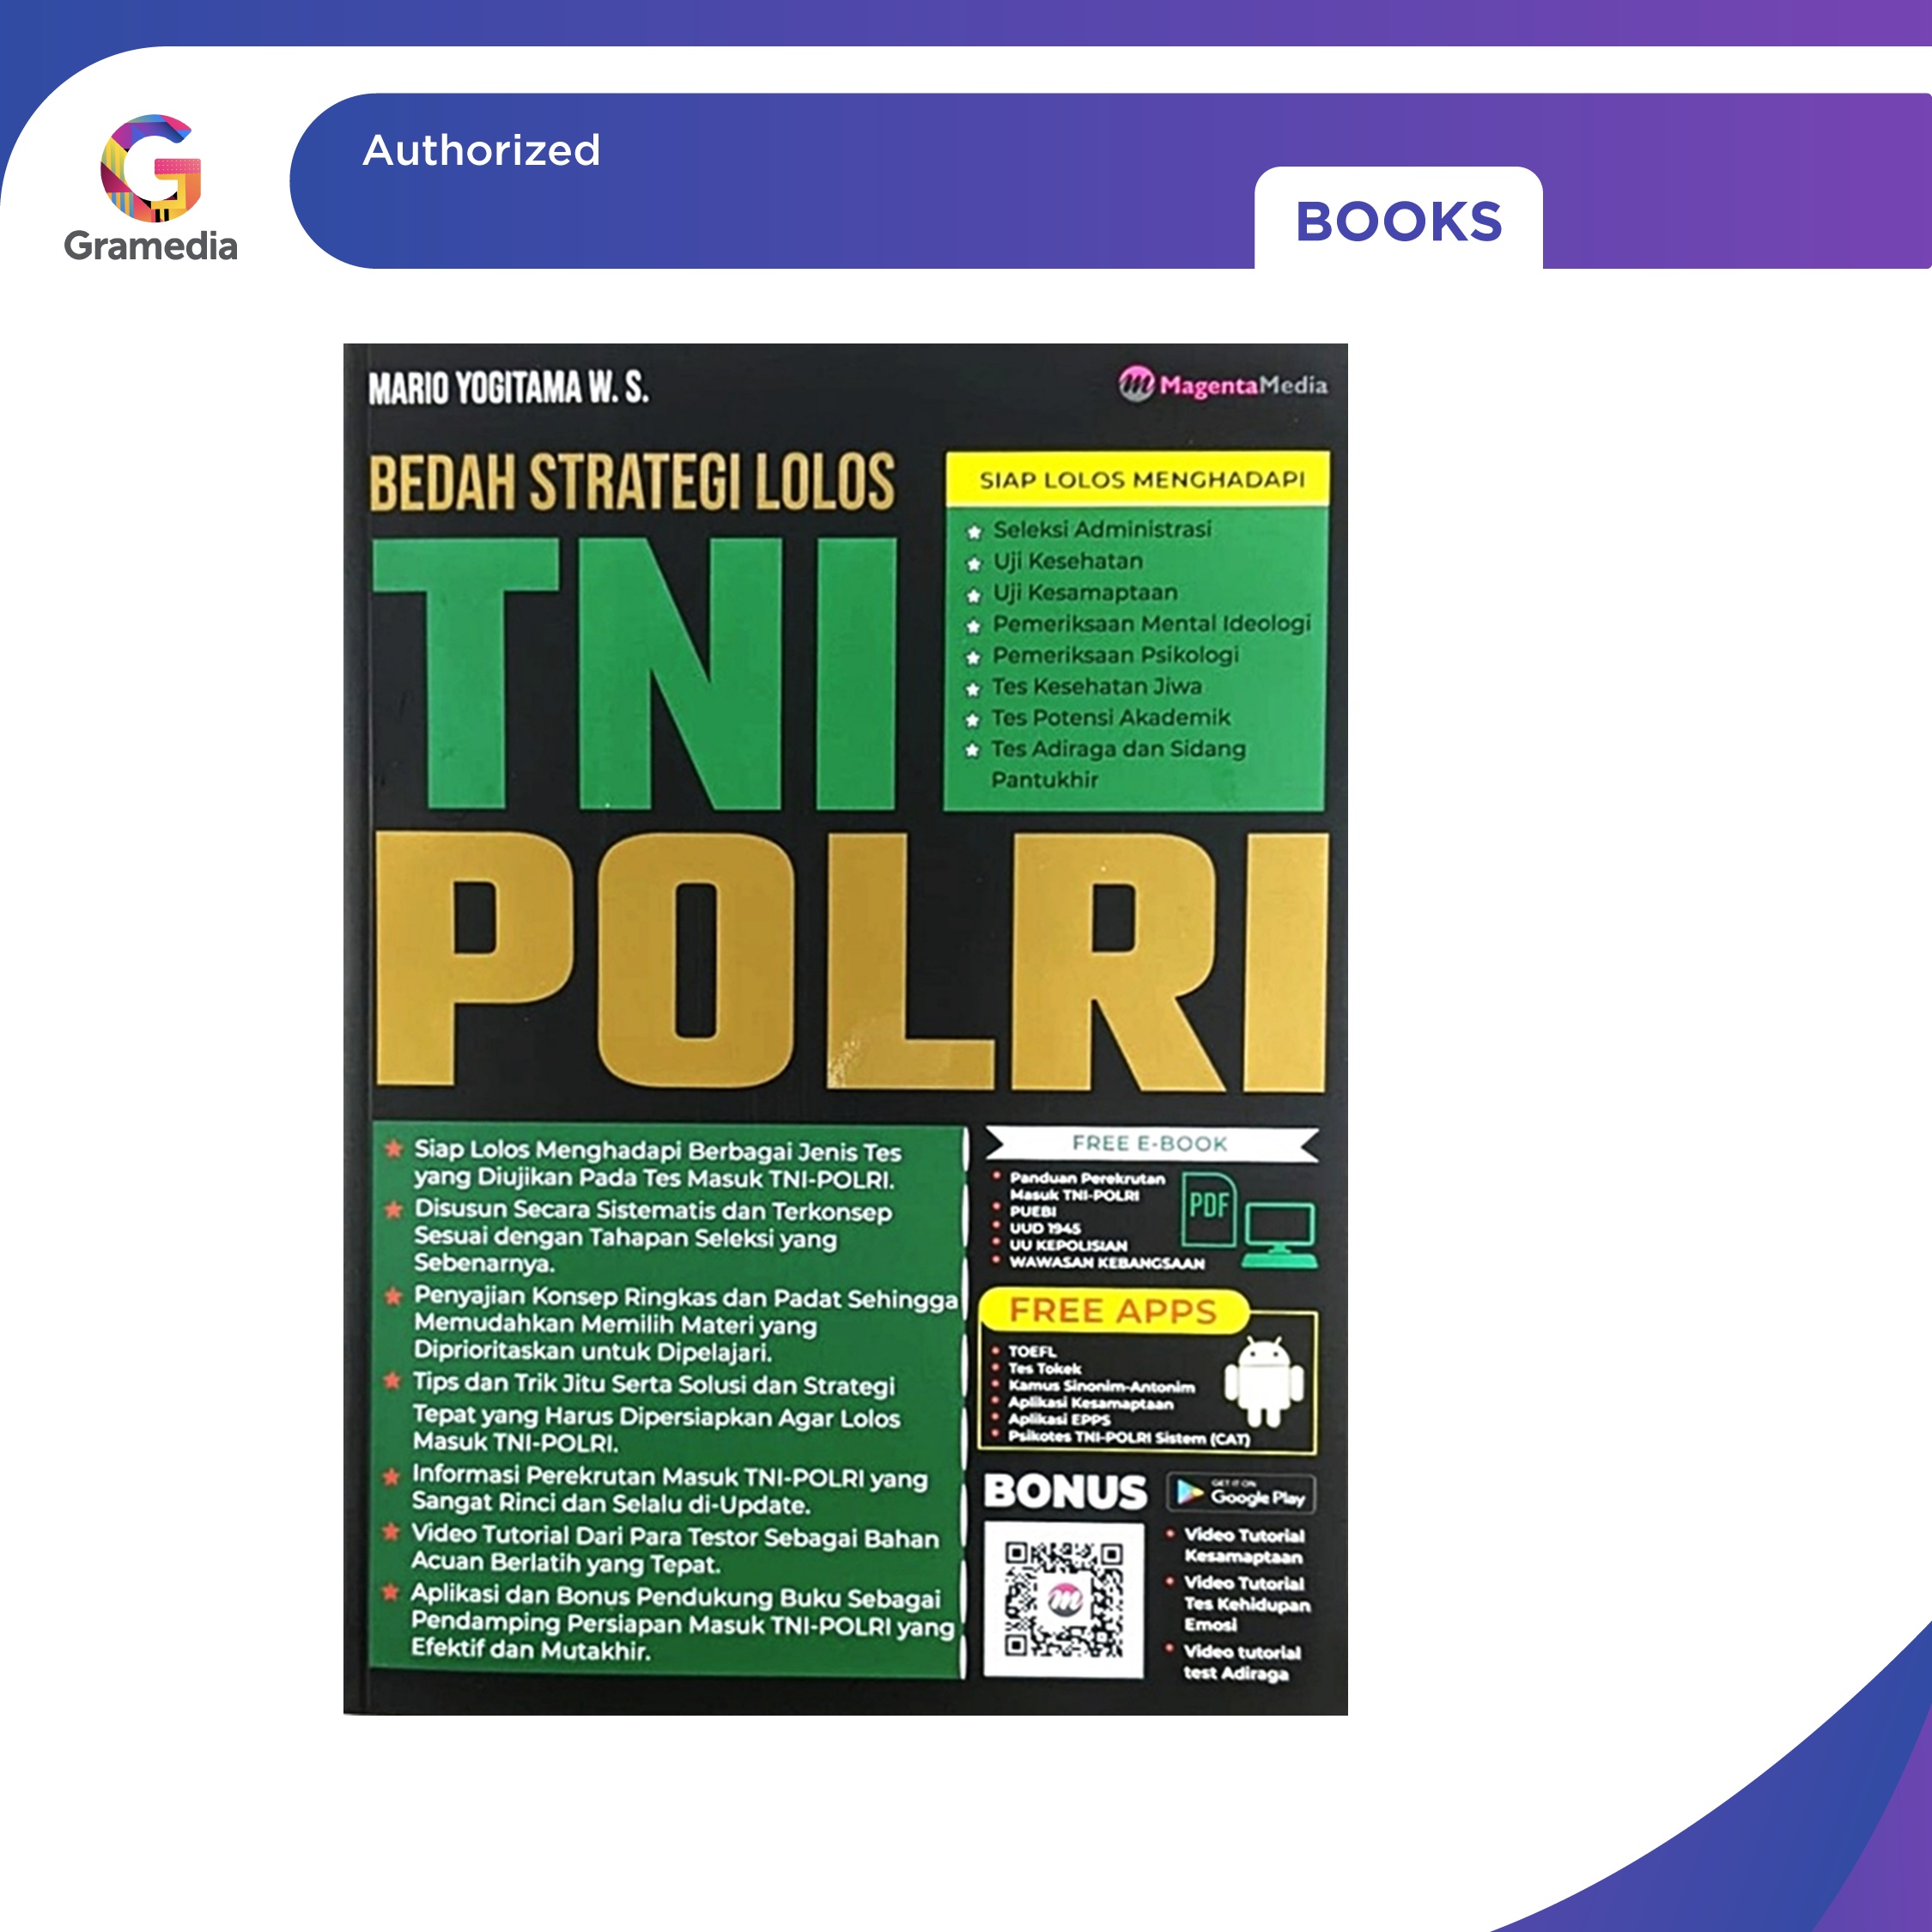 Gramedia
Authorized
BOOKS
MARIO YOGITAMA W. S.
m MagentaMedia
BEDAH STRATEGI LOLOS
TNI
POLRI
SIAP LOLOS MENGHADAPI
Seleksi Administrasi
Uji Kesehatan
Uji Kesamaptaan
Pemeriksaan Mental Ideologi
Pemeriksaan Psikologi
Tes Kesehatan Jiwa
Tes Potensi Akademik
Tes Adiraga dan Sidang
Pantukhir
Siap Lolos Menghadapi Berbagai Jenis Tes
yang Diujikan Pada Tes Masuk TNI-POLRI.
Disusun Secara Sistematis dan Terkonsep
Sesuai dengan Tahapan Seleksi yang
Sebenarnya.
Penyajian Konsep Ringkas dan Padat Sehingga
Memudahkan Memilih Materi yang
Diprioritaskan untuk Dipelajari.
Tips dan Trik Jitu Serta Solusi dan Strategi
Tepat yang Harus Dipersiapkan Agar Lolos
Masuk TNI-POLRI.
Informasi Perekrutan Masuk TNI-POLRI yang
Sangat Rinci dan Selalu di-Update.
Video Tutorial Dari Para Testor Sebagai Bahan
Acuan Berlatih yang Tepat.
Aplikasi dan Bonus Pendukung Buku Sebagai
Pendamping Persiapan Masuk TNI-POLRI yang
Efektif dan Mutakhir.
FREE E-BOOK
Panduan Perekrutan
Masuk TNI-POLRI
PUEBI
UUD 1945
UU KEPOLISIAN
WAWASAN KEBANGSAAN
PDF
FREE APPS
TOEFL
Tes Tokek
Kamus Sinonim-Antonim
Aplikasi Kesamaptaan
Aplikasi EPPS
Psikotes TNI-POLRI Sistem (CAT)
BONUS
GET IT ON
Google Play
m
Video Tutorial
Kesamaptaan
Video Tutorial
Tes Kehidupan
Emosi
Video tutorial
test Adiraga